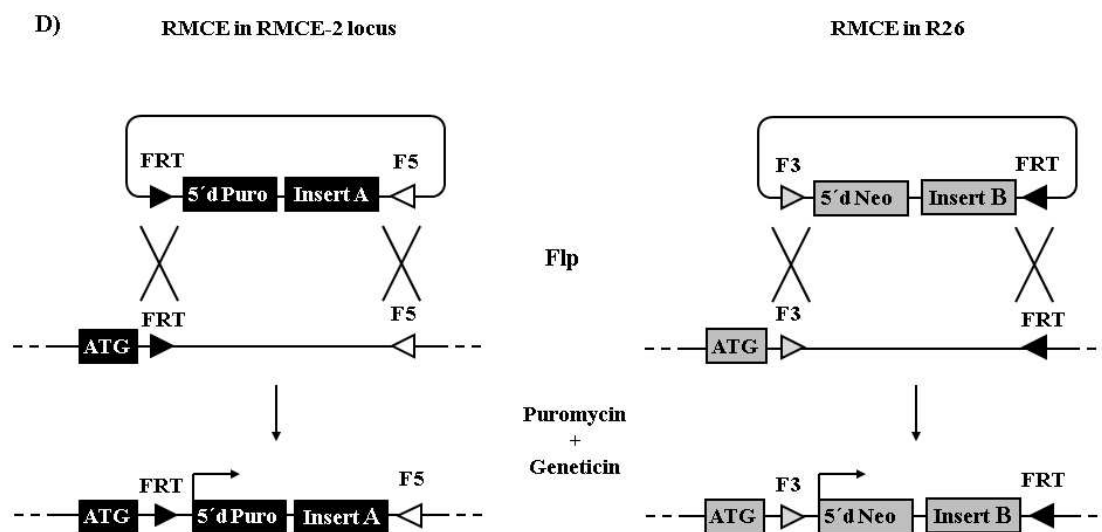 D)
RMCE in RMCE-2 locus
RMCE in R26
FRT
F5
F3
FRT
5´d Puro
Insert A
5´d Neo
Insert B
Flp
FRT
F5
F3
FRT
ATG
ATG
Puromycin
+
Geneticin
FRT
F5
F3
FRT
ATG
5´d Puro
Insert A
ATG
5´d Neo
Insert B